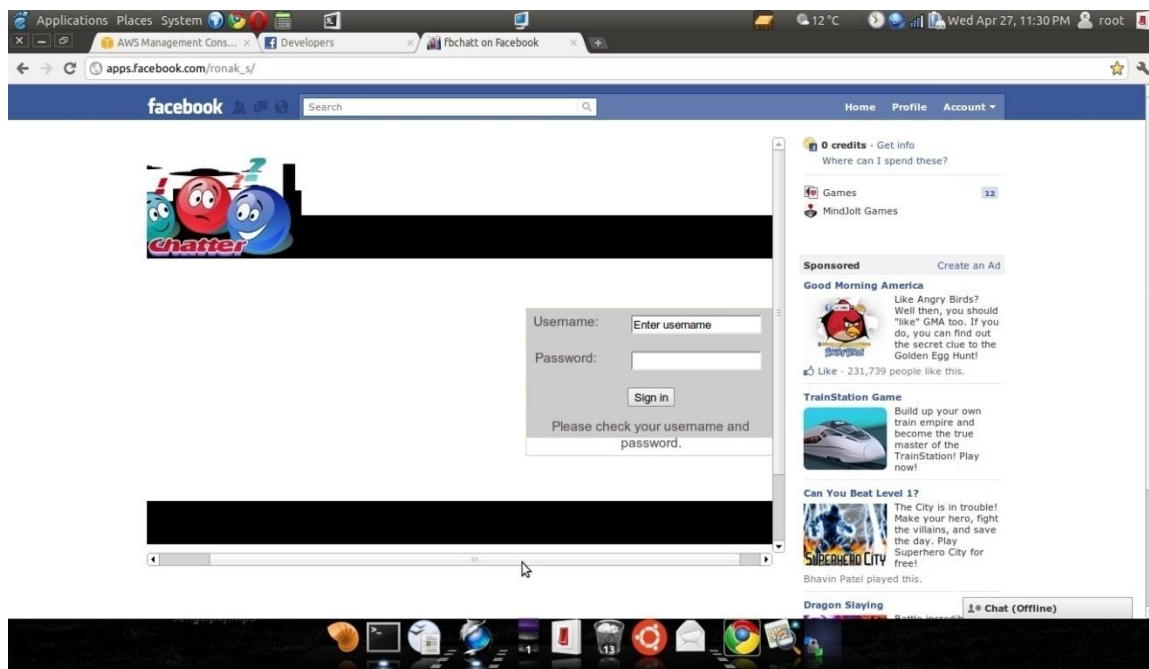 Applications Places System
12 °C
Wed Apr 27, 11:30 PM
root
AWS Management Cons...
Developers
fbchatt on Facebook
apps.facebook.com/ronak_s/
facebook
Search
Home Profile Account
Chatter
Username: Enter username
Password:
Sign in
Please check your username and
password.
0 credits · Get info
Where can I spend these?
Games 12
MindJolt Games
Sponsored Create an Ad
Good Morning America
Like Angry Birds?
Well then, you should
"like" GMA too. If you
do, you can find out
the secret clue to the
Golden Egg Hunt!
Like · 231,739 people like this.
TrainStation Game
Build up your own
train empire and
become the true
master of the
TrainStation! Play
now!
Can You Beat Level 1?
The City is in trouble!
Make your hero, fight
the villains, and save
the day. Play
Superhero City for
free!
SUPERHERO CITY
Bhavin Patel played this.
Dragon Slaying
Chat (Offline)
1
13